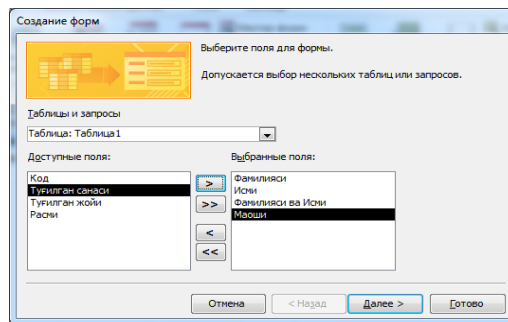 Создание форм
Выберите поля для формы.
Допускается выбор нескольких таблиц или запросов.
Таблицы и запросы
Таблица: Таблица1
Доступные поля:
Выбранные поля:
Код
Туғилган санаси
Туғилган жойи
Расми
>
>>
<
<<
Фамилияси
Исми
Фамилияси ва Исми
Маоши
Отмена
< Назад
Далее >
Готово